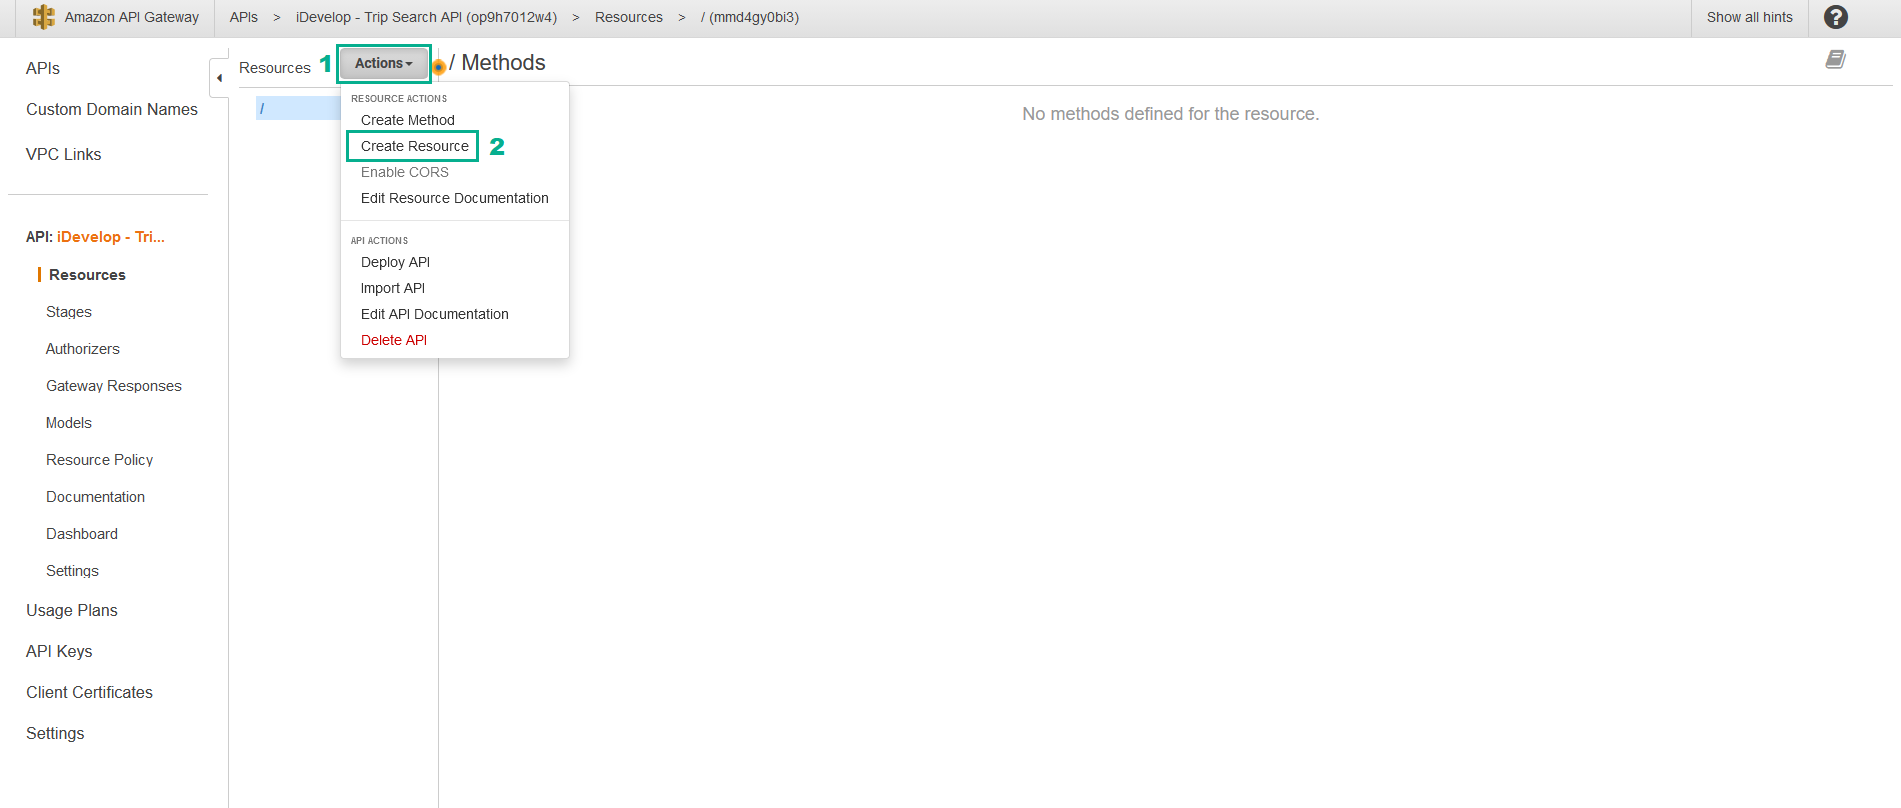 Amazon API Gateway
APIs > iDevelop - Trip Search API (op9h7012w4) > Resources > / (mmd4gy0bi3)
Show all hints
?
APIs
Custom Domain Names
VPC Links
API: iDevelop - Tri...
Resources
Stages
Authorizers
Gateway Responses
Models
Resource Policy
Documentation
Dashboard
Settings
Usage Plans
API Keys
Client Certificates
Settings
Resources 1 Actions
/
RESOURCE ACTIONS
Create Method
Create Resource 2
Enable CORS
Edit Resource Documentation
API ACTIONS
Deploy API
Import API
Edit API Documentation
Delete API
/ Methods
No methods defined for the resource.